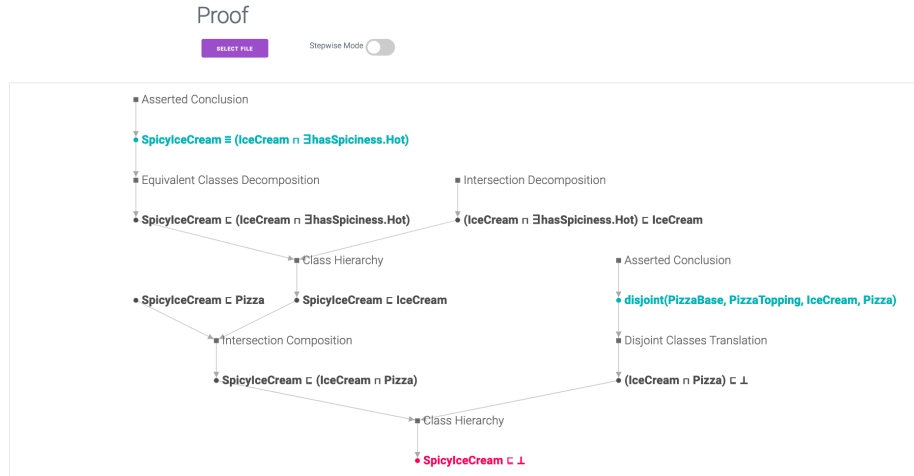 Proof
SELECT FILE
Stepwise Mode
Asserted Conclusion
SpicyIceCream ≡ (IceCream ⊓ ∃hasSpiciness.Hot)
Equivalent Classes Decomposition
Intersection Decomposition
SpicyIceCream ⊏ (IceCream ⊓ ∃hasSpiciness.Hot)
(IceCream ⊓ ∃hasSpiciness.Hot) ⊏ IceCream
Class Hierarchy
Asserted Conclusion
SpicyIceCream ⊏ Pizza
SpicyIceCream ⊏ IceCream
disjoint(PizzaBase, PizzaTopping, IceCream, Pizza)
Intersection Composition
Disjoint Classes Translation
SpicyIceCream ⊏ (IceCream ⊓ Pizza)
(IceCream ⊓ Pizza) ⊏ ⊥
Class Hierarchy
SpicyIceCream ⊏ ⊥